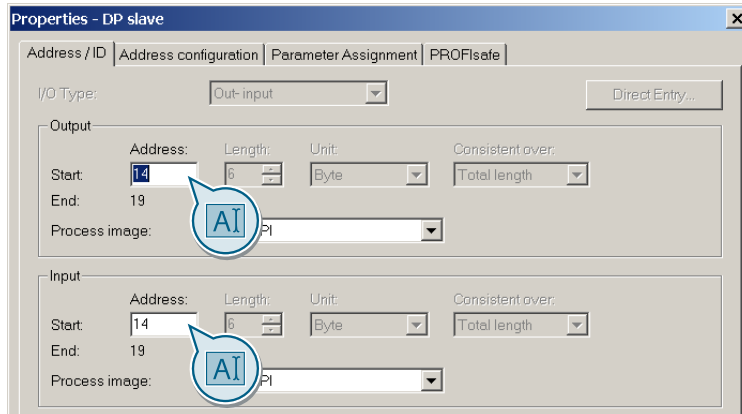 Properties - DP slave
Address / ID Address configuration Parameter Assignment PROFIsafe
I/O Type: Out- input Direct Entry...
Output
Address: Length: Unit: Consistent over:
Start: 14 6 Byte Total length
End: 19
Process image: PI
Input
Address: Length: Unit: Consistent over:
Start: 14 6 Byte Total length
End: 19
Process image: PI